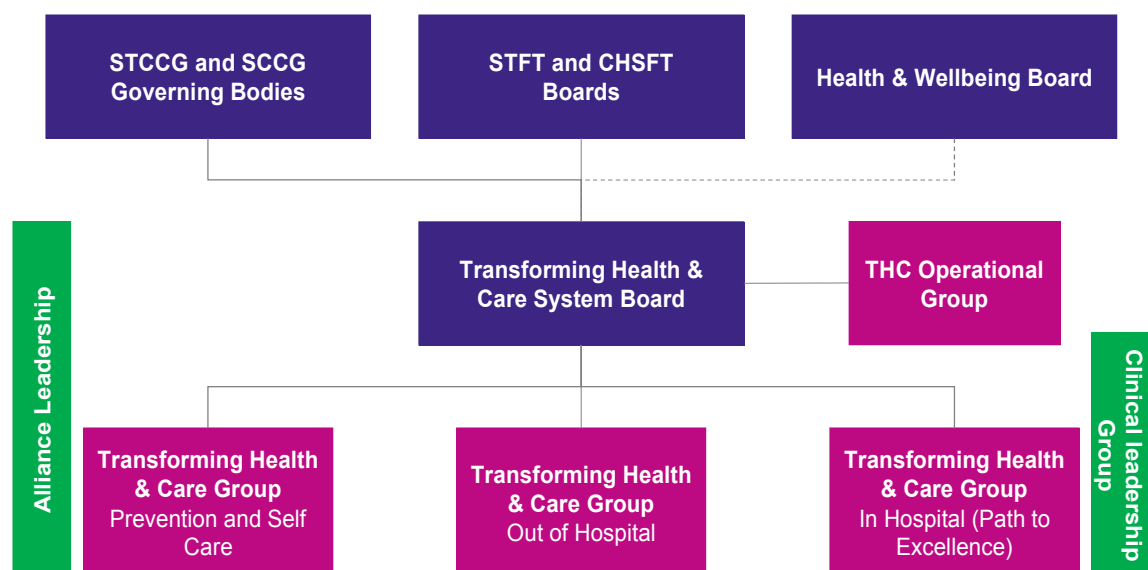 STCCG and SCCG
Governing Bodies
STFT and CHSFT
Boards
Health & Wellbeing Board
Alliance Leadership
Transforming Health &
Care System Board
THC Operational
Group
Clinical leadership
Group
Transforming Health
& Care Group
Prevention and Self
Care
Transforming Health
& Care Group
Out of Hospital
Transforming Health
& Care Group
In Hospital (Path to
Excellence)